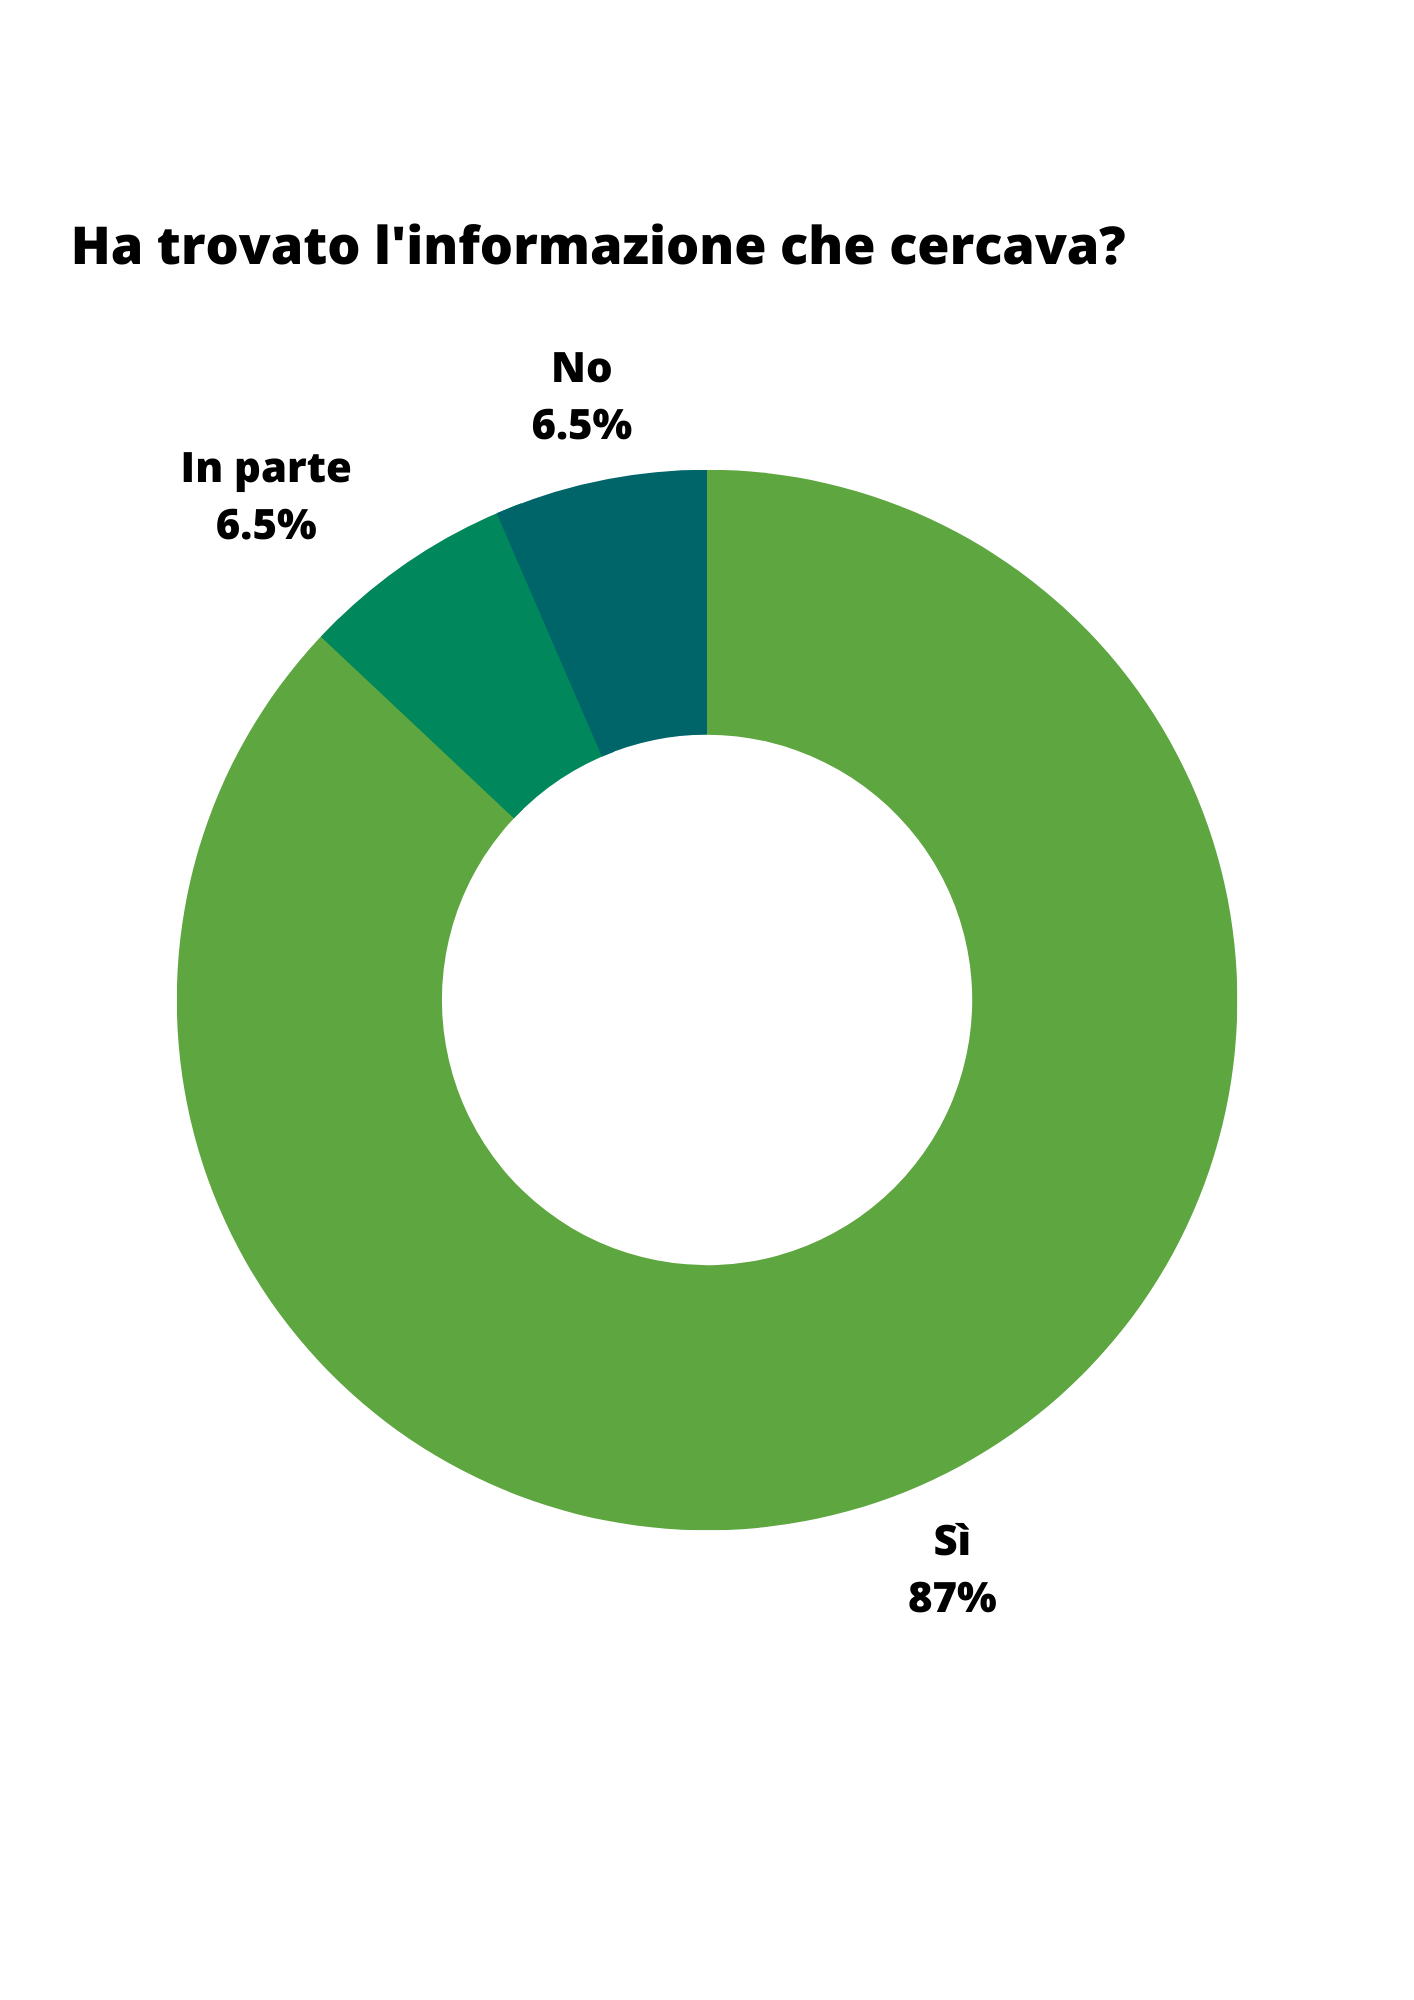 Ha trovato l'informazione che cercava?
No
6.5%
In parte
6.5%
Sì
87%